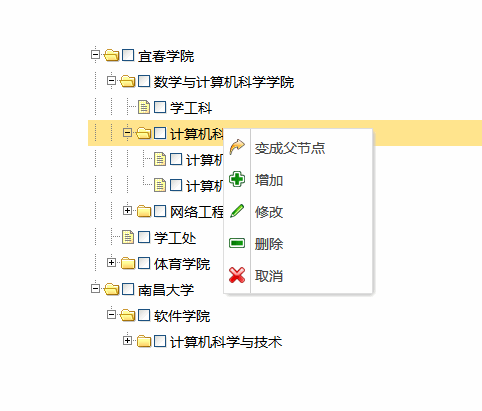 宜春学院
数学与计算机科学学院
学工科
计算机科
计算机
计算机
网络工程
学工处
体育学院
南昌大学
软件学院
计算机科学与技术
变成父节点
增加
修改
删除
取消